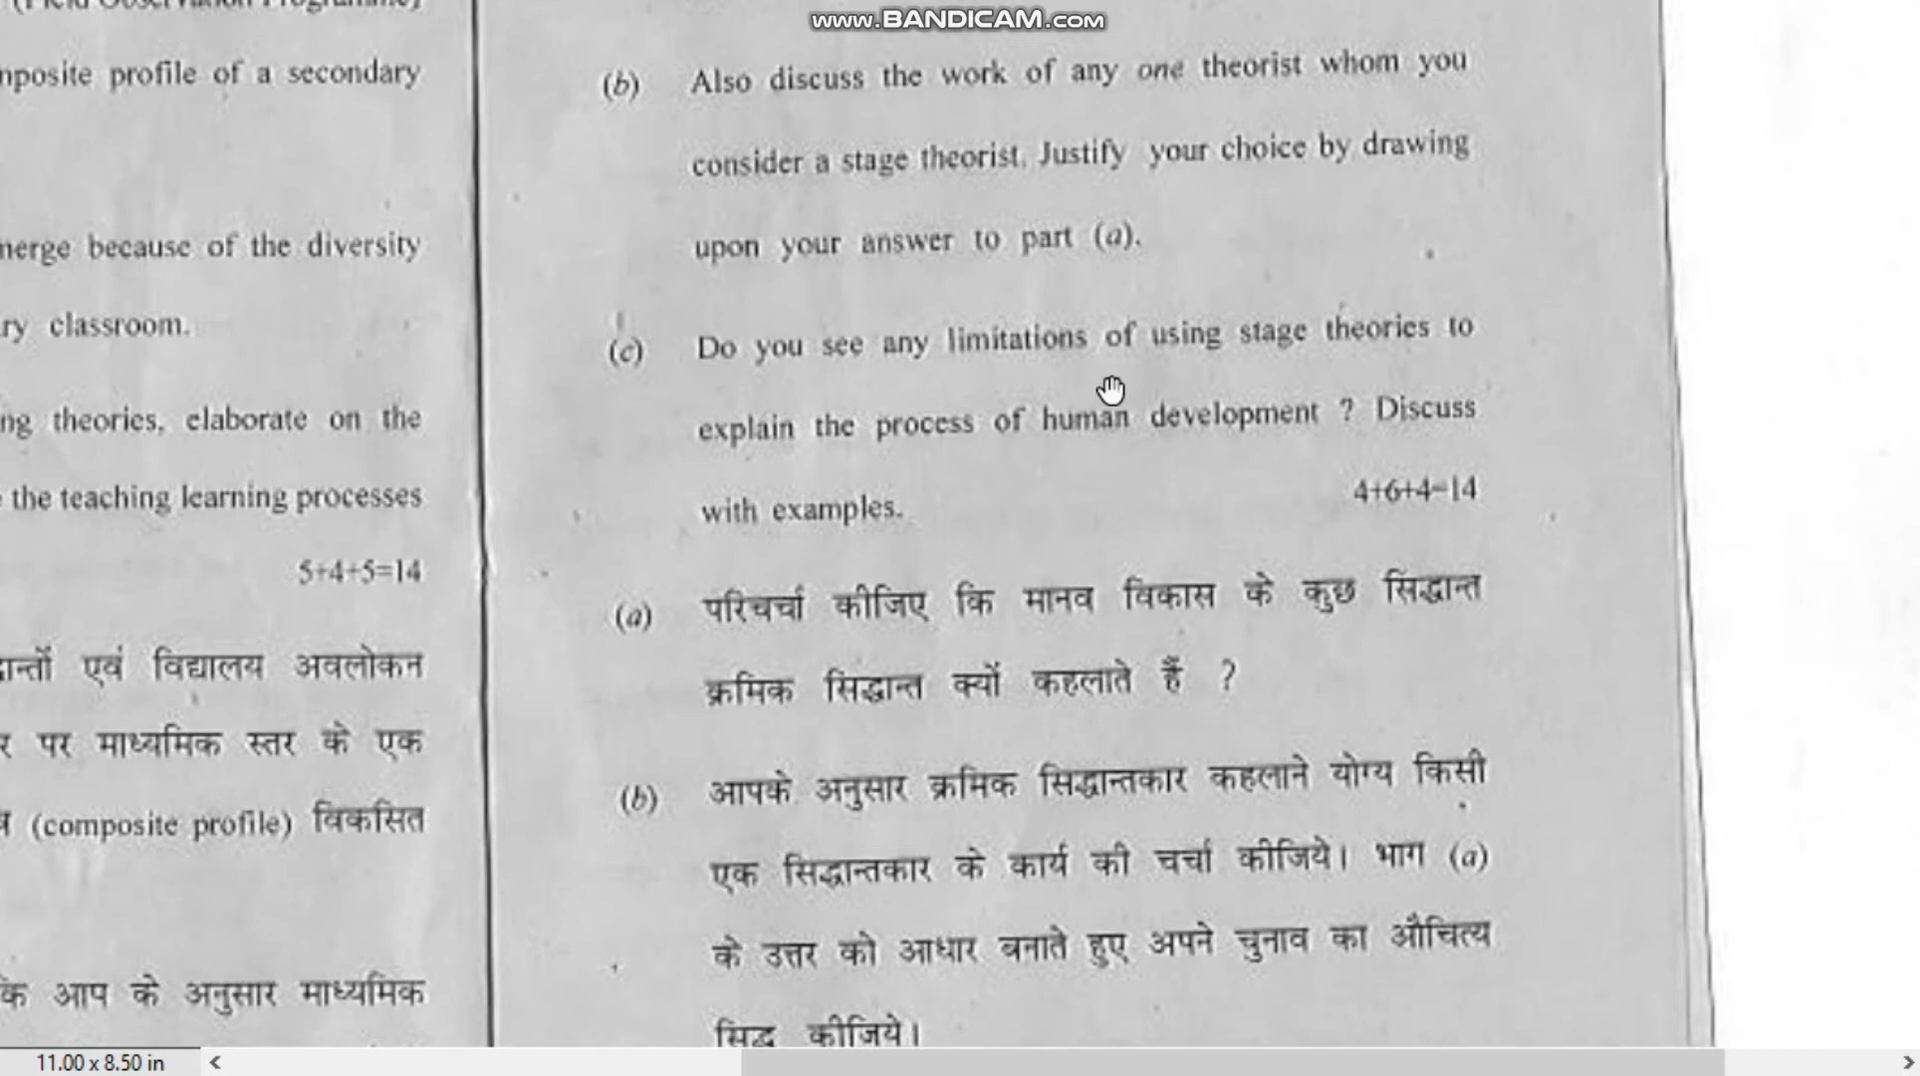 www.BANDICAM.com
profile of a secondary
because of the diversity
classroom.
theories, elaborate on the
the teaching learning processes
5+4+5=14
एवं विद्यालय अवलोकन
पर माध्यमिक स्तर के एक
(composite profile) विकसित
आप के अनुसार माध्यमिक
(b) Also discuss the work of any one theorist whom you
consider a stage theorist. Justify your choice by drawing
upon your answer to part (a).
(c) Do you see any limitations of using stage theories to
explain the process of human development ? Discuss
with examples. 4+6+4=14
(a) परिचर्चा कीजिए कि मानव विकास के कुछ सिद्धान्त
क्रमिक सिद्धान्त क्यों कहलाते हैं ?
(b) आपके अनुसार क्रमिक सिद्धान्तकार कहलाने योग्य किसी
एक सिद्धान्तकार के कार्य की चर्चा कीजिये। भाग (a)
के उत्तर को आधार बनाते हुए अपने चुनाव का औचित्य
सिद्ध कीजिये।
11.00 x 8.50 in